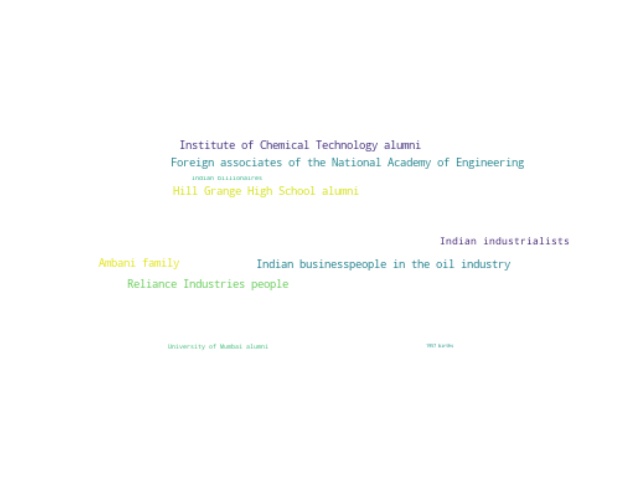 Institute of Chemical Technology alumni
Foreign associates of the National Academy of Engineering
Indian billionaires
Hill Grange High School alumni
Indian industrialists
Ambani family
Indian businesspeople in the oil industry
Reliance Industries people
University of Mumbai alumni
1957 births